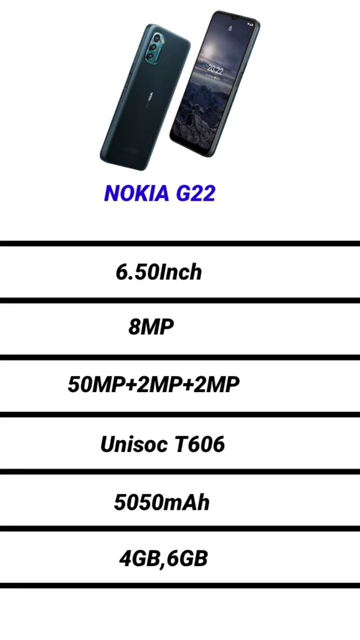 NOKIA G22
6.50Inch
8MP
50MP+2MP+2MP
Unisoc T606
5050mAh
4GB,6GB